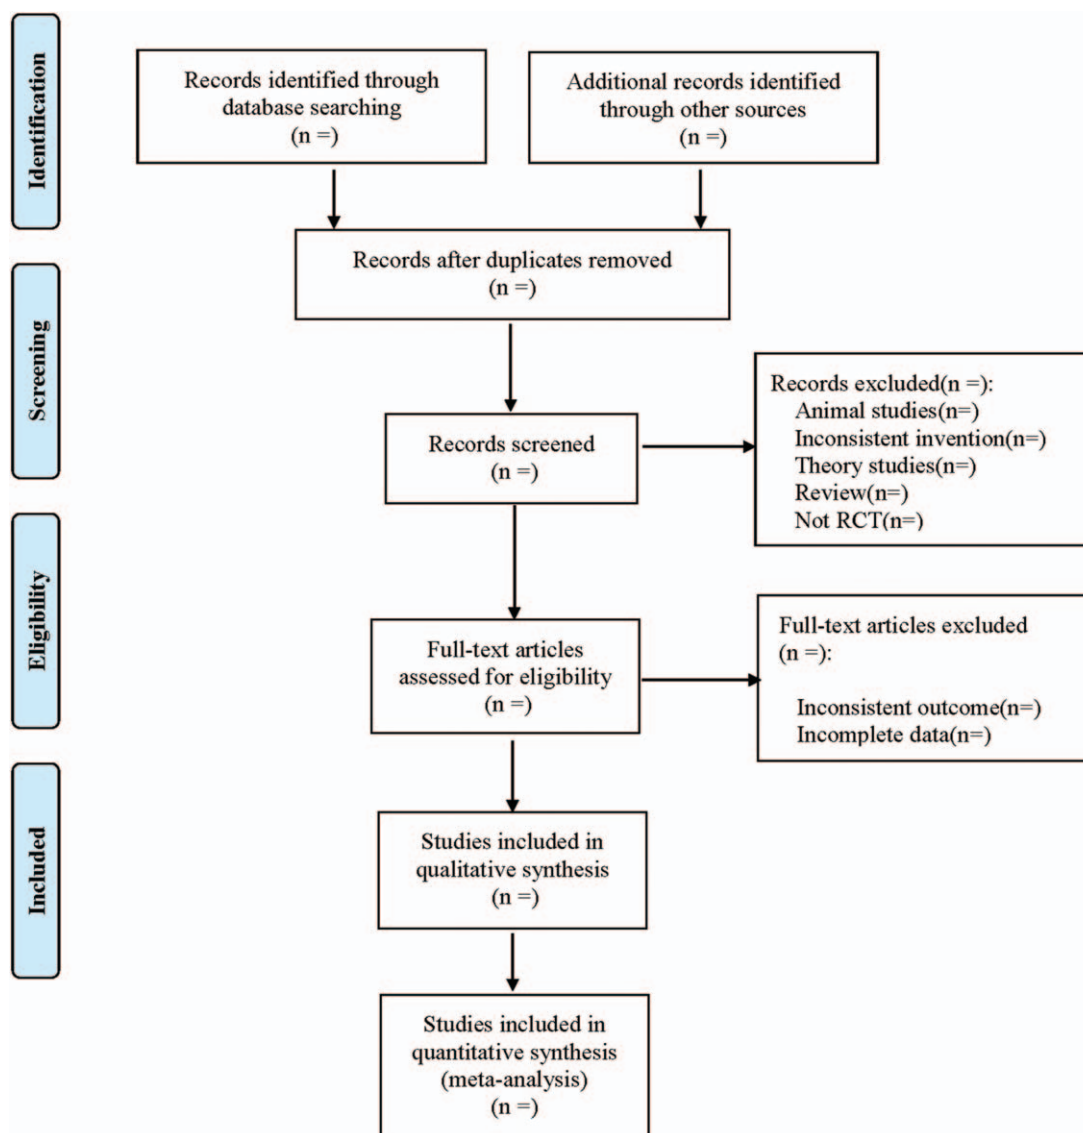 Identification
Records identified through
database searching
(n =)
Additional records identified
through other sources
(n =)
Records after duplicates removed
(n =)
Screening
Records screened
(n =)
Records excluded(n =):
Animal studies(n=)
Inconsistent invention(n=)
Theory studies(n=)
Review(n=)
Not RCT(n=)
Eligibility
Full-text articles
assessed for eligibility
(n =)
Full-text articles excluded
(n =):
Inconsistent outcome(n=)
Incomplete data(n=)
Included
Studies included in
qualitative synthesis
(n =)
Studies included in
quantitative synthesis
(meta-analysis)
(n =)